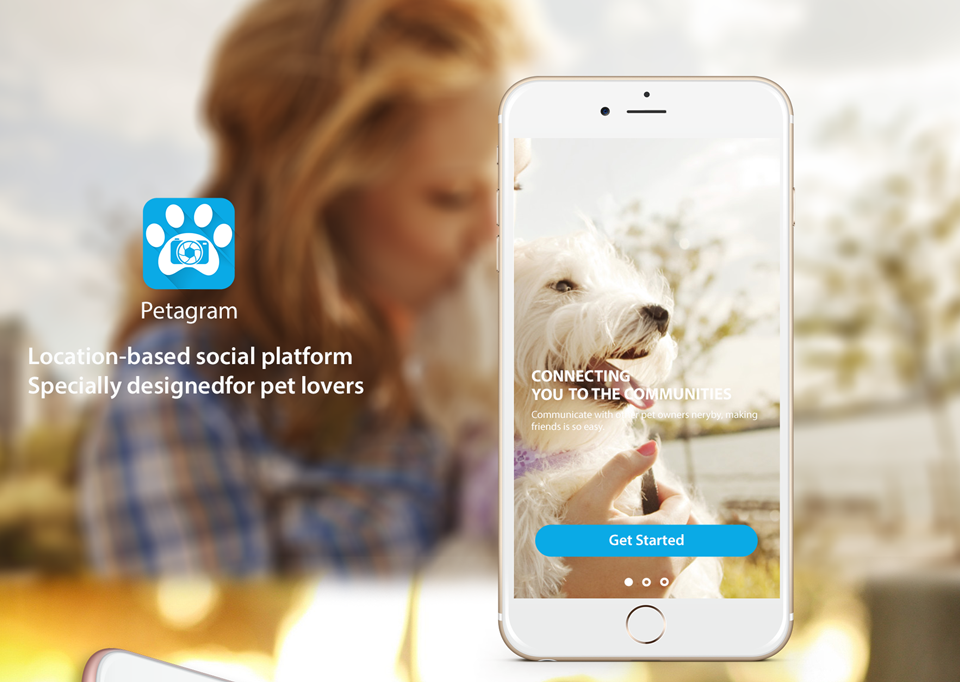 Petagram
Location-based social platform
Specially designedfor pet lovers
CONNECTING
YOU TO THE COMMUNITIES
Communicate with other pet owners neryby, making
friends is so easy.
Get Started